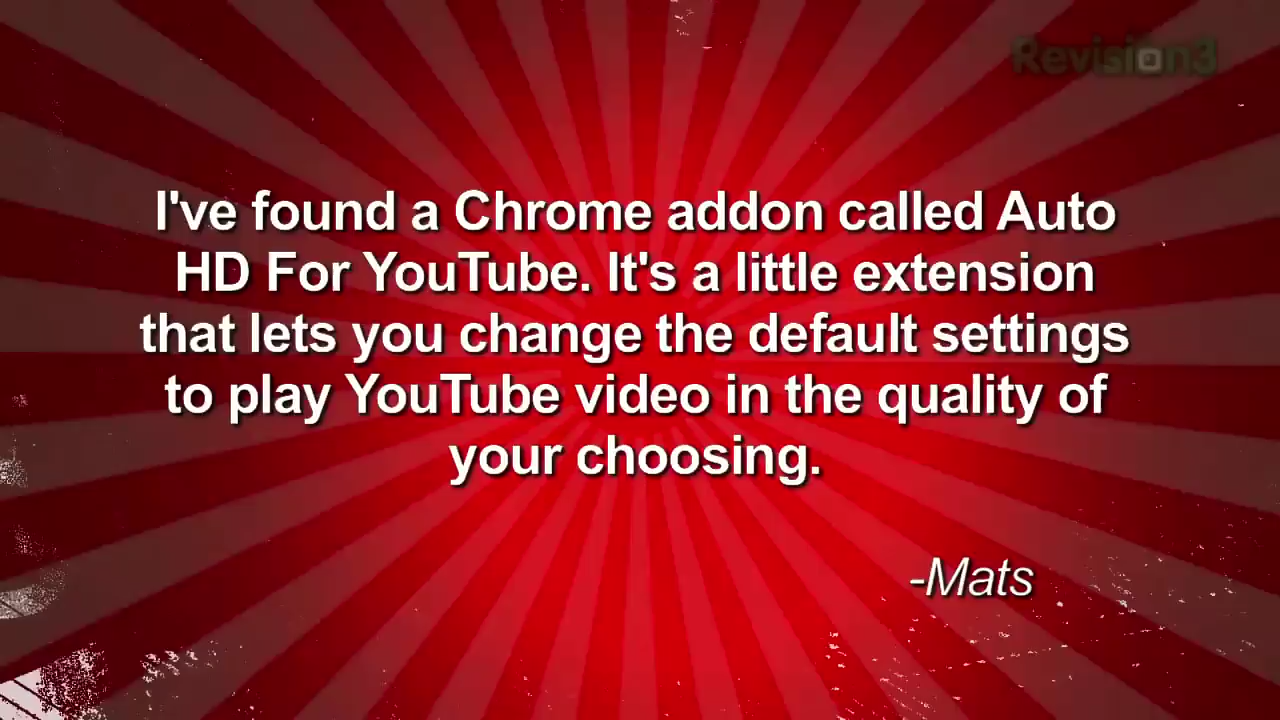 Revision3
I've found a Chrome addon called Auto
HD For YouTube. It's a little extension
that lets you change the default settings
to play YouTube video in the quality of
your choosing.
-Mats